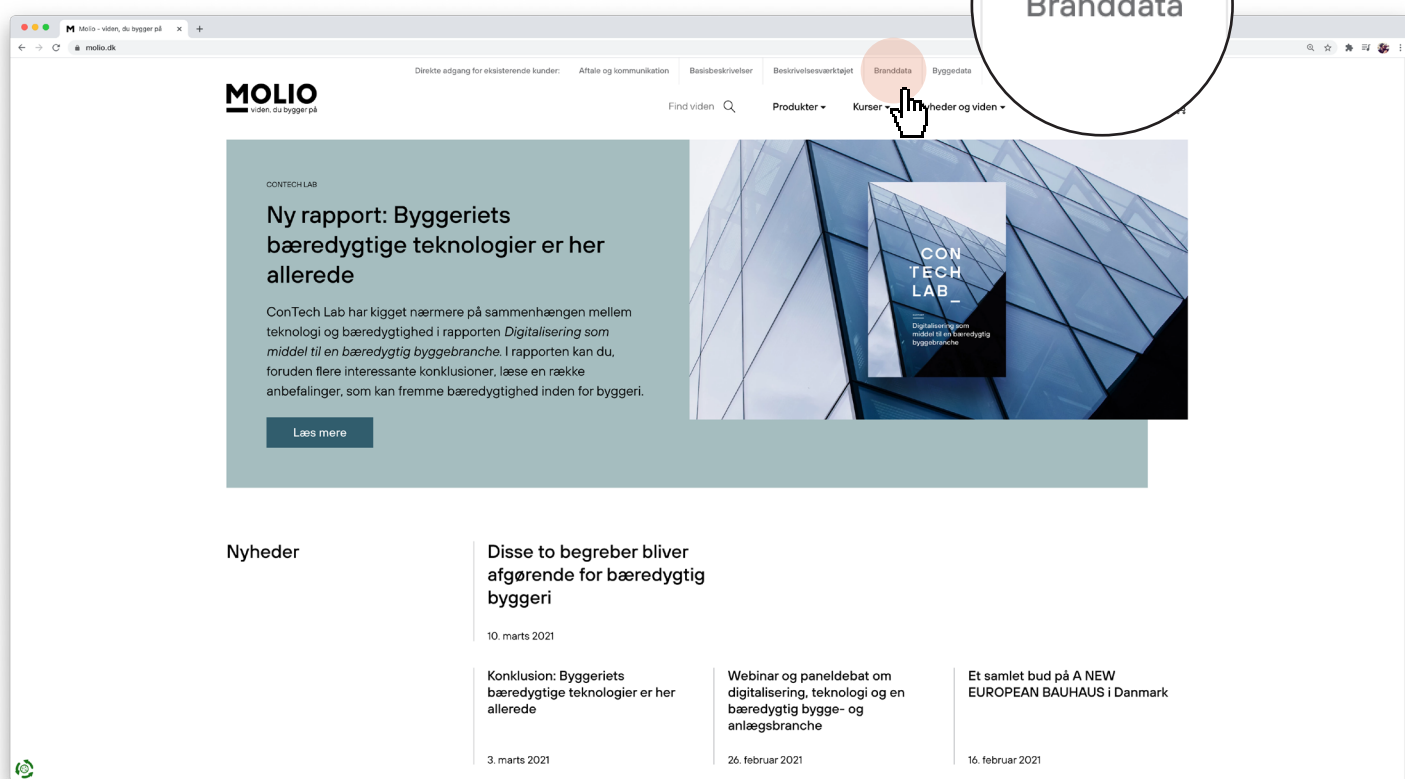 Branddata
Molio - viden, du bygger på
molio.dk
Direkte adgang for eksisterende kunder: Aftale og kommunikation Basisbeskrivelser Beskrivelsesværktøjet Branddata Byggedata
MOLIO
viden, du bygger på
Find viden Produkter Kurser Nyheder og viden
CONTECH LAB
Ny rapport: Byggeriets
bæredygtige teknologier er her
allerede
ConTech Lab har kigget nærmere på sammenhængen mellem
teknologi og bæredygtighed i rapporten Digitalisering som
middel til en bæredygtig byggebranche. I rapporten kan du,
foruden flere interessante konklusioner, læse en række
anbefalinger, som kan fremme bæredygtighed inden for byggeri.
Læs mere
CON
TECH
LAB_
Digitalisering som
middel til en bæredygtig
byggebranche
Nyheder
Disse to begreber bliver
afgørende for bæredygtig
byggeri
10. marts 2021
Konklusion: Byggeriets
bæredygtige teknologier er her
allerede
3. marts 2021
Webinar og paneldebat om
digitalisering, teknologi og en
bæredygtig bygge- og
anlægsbranche
26. februar 2021
Et samlet bud på A NEW
EUROPEAN BAUHAUS i Danmark
16. februar 2021